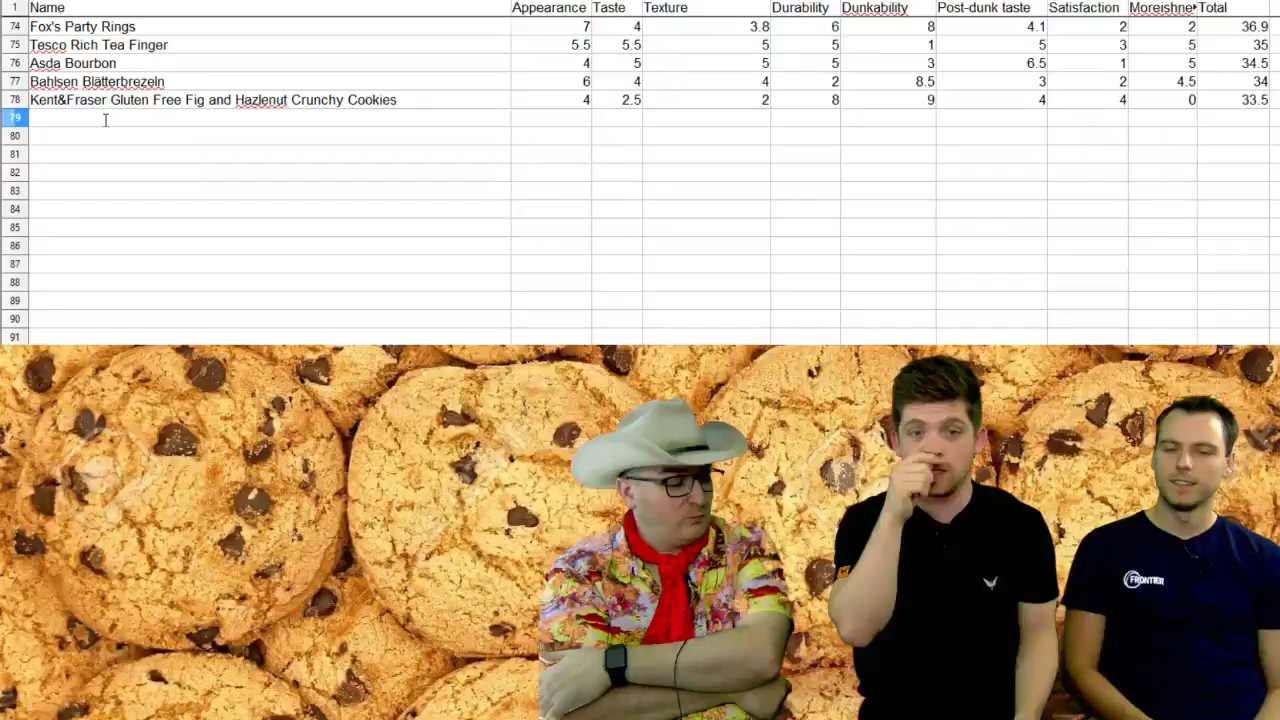 1 Name Appearance Taste Texture Durability Dunkability Post-dunk taste Satisfaction Moreishne Total
74 Fox's Party Rings 7 4 3.8 6 8 4.1 2 2 36.9
75 Tesco Rich Tea Finger 5.5 5.5 5 5 1 5 3 5 35
76 Asda Bourbon 4 5 5 5 3 6.5 1 5 34.5
77 Bahlsen Blätterbrezeln 6 4 4 2 8.5 3 2 4.5 34
78 Kent&Fraser Gluten Free Fig and Hazlenut Crunchy Cookies 4 2.5 2 8 9 4 4 0 33.5
79
80
81
82
83
84
85
86
87
88
89
90
91
FRONTIER